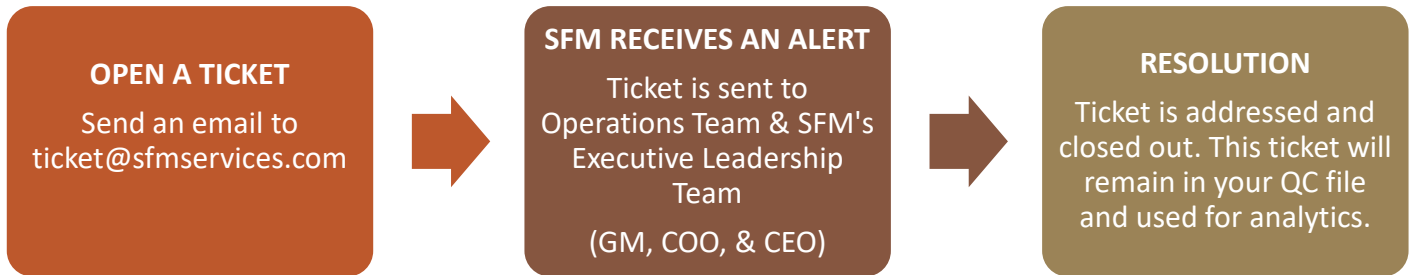 OPEN A TICKET
Send an email to
ticket@sfmservices.com
SFM RECEIVES AN ALERT
Ticket is sent to
Operations Team & SFM's
Executive Leadership
Team
(GM, COO, & CEO)
RESOLUTION
Ticket is addressed and
closed out. This ticket will
remain in your QC file
and used for analytics.